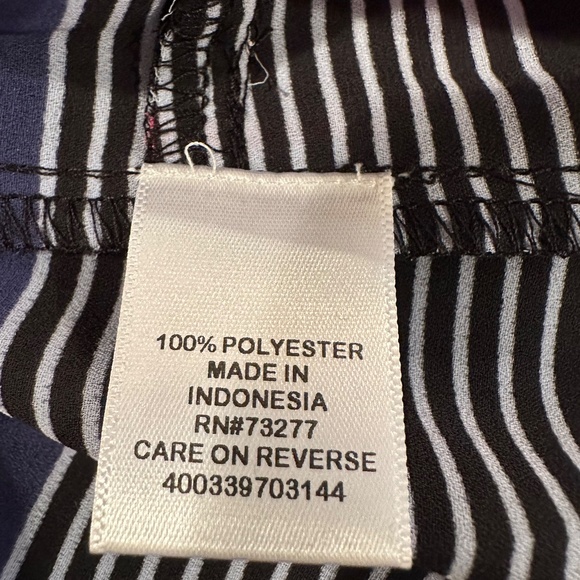 100% POLYESTER
MADE IN
INDONESIA
RN#73277
CARE ON REVERSE
400339703144